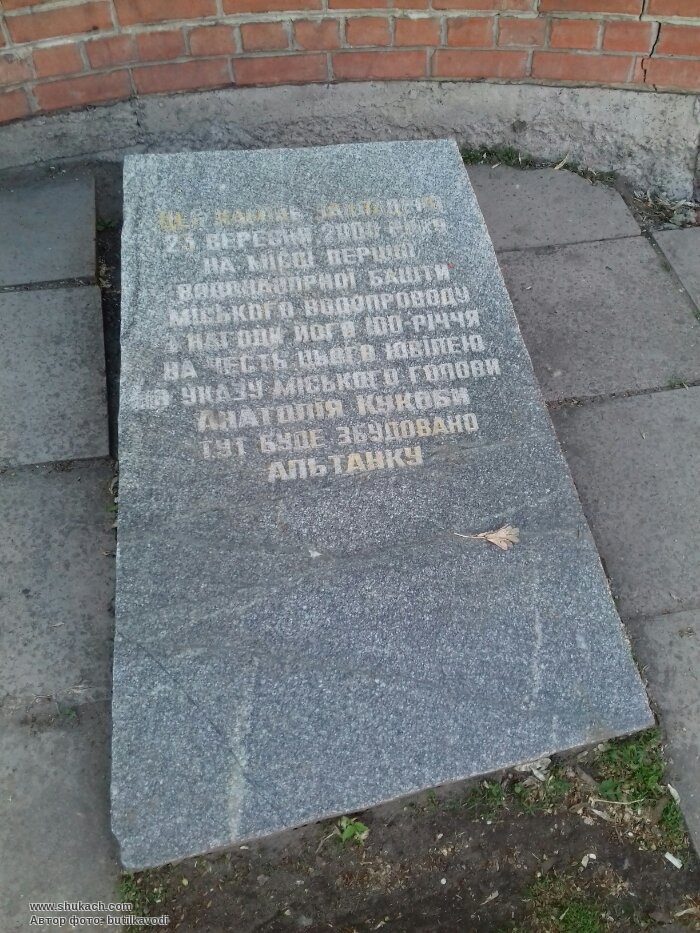 ЦЕЙ КАМІНЬ ЗАКЛАДЕНО
23 ВЕРЕСНЯ 2000 РОКУ
НА МІСЦІ ПЕРШОЇ
ВОДОНАПІРНОЇ БАШТИ
МІСЬКОГО ВОДОПРОВОДУ
З НАГОДИ ЙОГО 100-РІЧЧЯ
НА ЧЕСТЬ ЦЬОГО ЮВІЛЕЮ
ПО УКАЗУ МІСЬКОГО ГОЛОВИ
АНАТОЛІЯ КУКОБИ
ТУТ БУДЕ ЗБУДОВАНО
АЛЬТАНКУ
www.shukach.com
Автор фото: butilkavodi